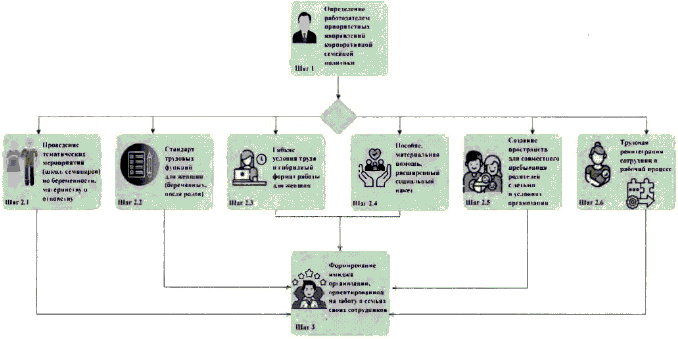 Определение
работодателем
приоритетных
направлений
корпоративной
семейной
политики
Шаг 1
Проведение
тематических
мероприятий
(школ, семинаров)
по беременности,
материнству и
отцовству
Шаг 2.1
Стандарт
трудовых
функций
для женщин
(беременных,
после родов)
Шаг 2.2
Гибкие
условия труда
и гибридный
формат работы
для женщин
Шаг 2.3
Пособие,
материальная
помощь,
расширенный
социальный
пакет
Шаг 2.4
Создание
пространств
для совместного
пребывания
родителей
с детьми
в условиях
организации
Шаг 2.5
Трудовая
реинтеграция
сотрудниц в
рабочий процесс
Шаг 2.6
Формирование
имиджа
организации,
ориентированной
на заботу о семьях
своих сотрудников
Шаг 3